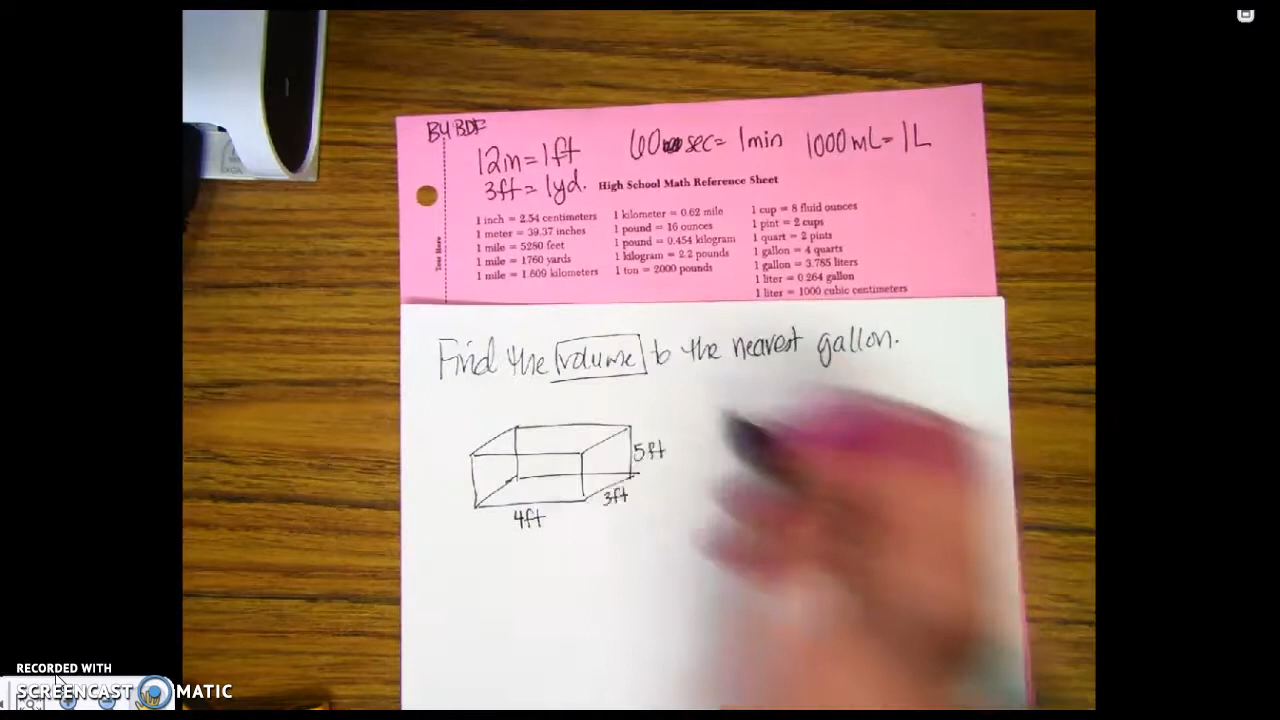 BY BDF
12in = 1ft
60 sec = 1min
1000mL = 1L
3ft = 1yd.
High School Math Reference Sheet
1 inch = 2.54 centimeters
1 meter = 39.37 inches
1 mile = 5280 feet
1 mile = 1760 yards
1 mile = 1.609 kilometers
1 kilometer = 0.62 mile
1 pound = 16 ounces
1 pound = 0.454 kilogram
1 kilogram = 2.2 pounds
1 ton = 2000 pounds
1 cup = 8 fluid ounces
1 pint = 2 cups
1 quart = 2 pints
1 gallon = 4 quarts
1 gallon = 3.785 liters
1 liter = 0.264 gallon
1 liter = 1000 cubic centimeters
Tear Here
Find the volume to the nearest gallon.
5ft
3ft
4ft
RECORDED WITH
SCREENCAST MATIC